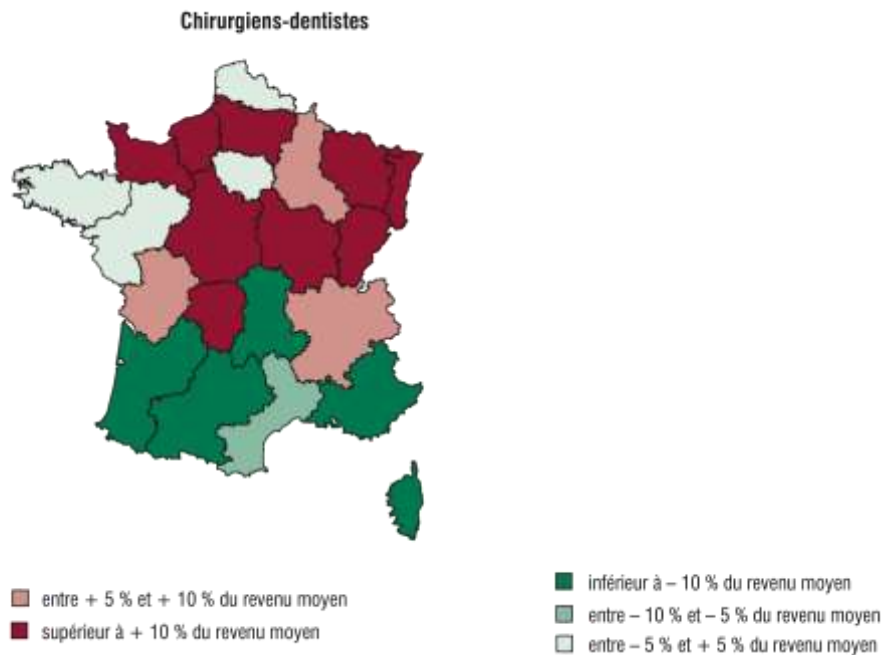 Chirurgiens-dentistes
entre + 5 % et + 10 % du revenu moyen
supérieur à + 10 % du revenu moyen
inférieur à – 10 % du revenu moyen
entre – 10 % et – 5 % du revenu moyen
entre – 5 % et + 5 % du revenu moyen